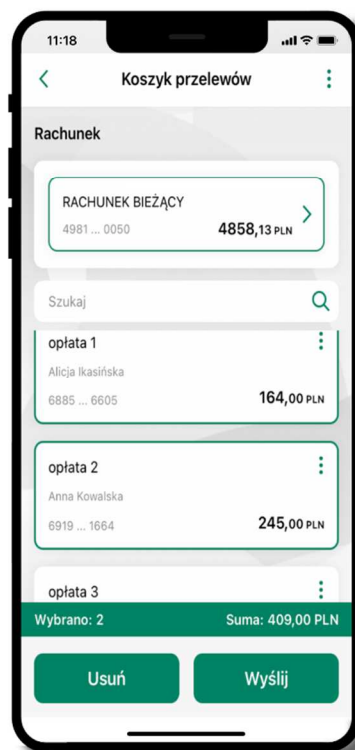 11:18
Koszyk przelewów
Rachunek
RACHUNEK BIEŻĄCY
4981 ... 0050
4858,13 PLN
Szukaj
opłata 1
Alicja Ikasińska
6885 ... 6605
164,00 PLN
opłata 2
Anna Kowalska
6919 ... 1664
245,00 PLN
opłata 3
Wybrano: 2
Suma: 409,00 PLN
Usuń
Wyślij